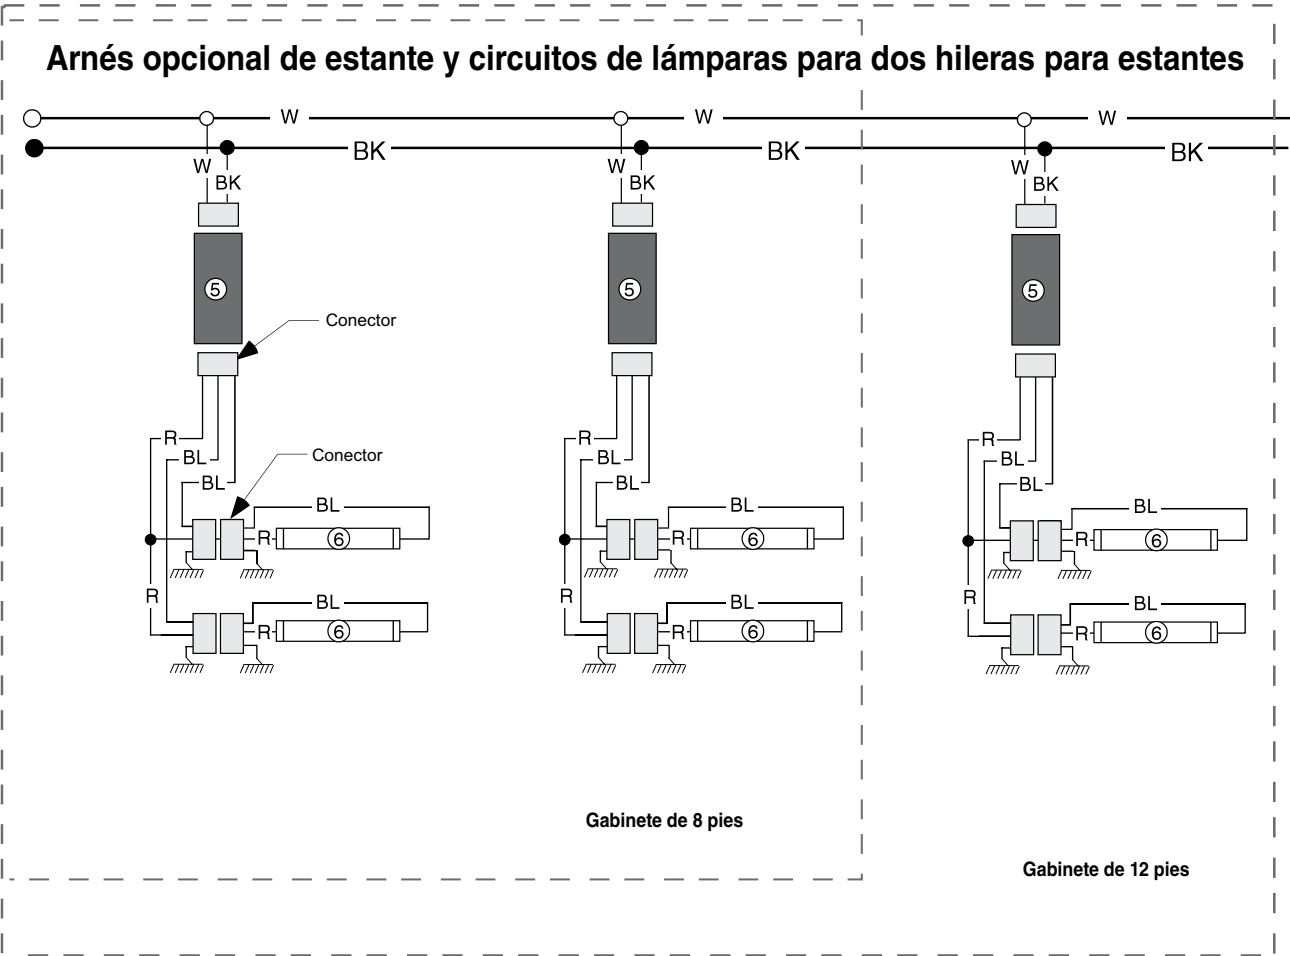 Arnés opcional de estante y circuitos de lámparas para dos hileras para estantes
W W W
BK BK BK
W W W
BK BK BK
5 5 5
Conector
R R R
BL BL BL
Conector
BL BL BL
BL BL BL
R 6 R 6 R 6
R R R
BL BL BL
R 6 R 6 R 6
Gabinete de 8 pies
Gabinete de 12 pies